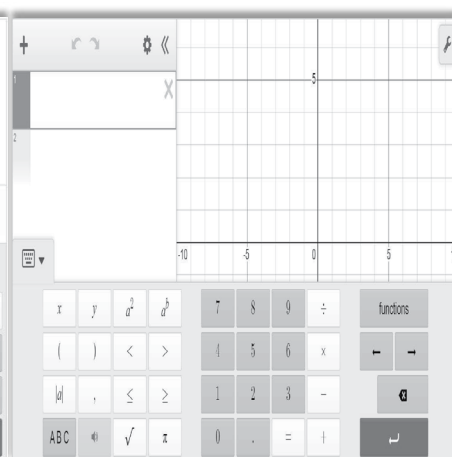 + «
1 ×
5
2
-10 -5 0 5 1
x y a² aᵇ 7 8 9 ÷ functions
( ) < > 4 5 6 × ← →
|a| , ≤ ≥ 1 2 3 −
A B C √ π 0 . = +